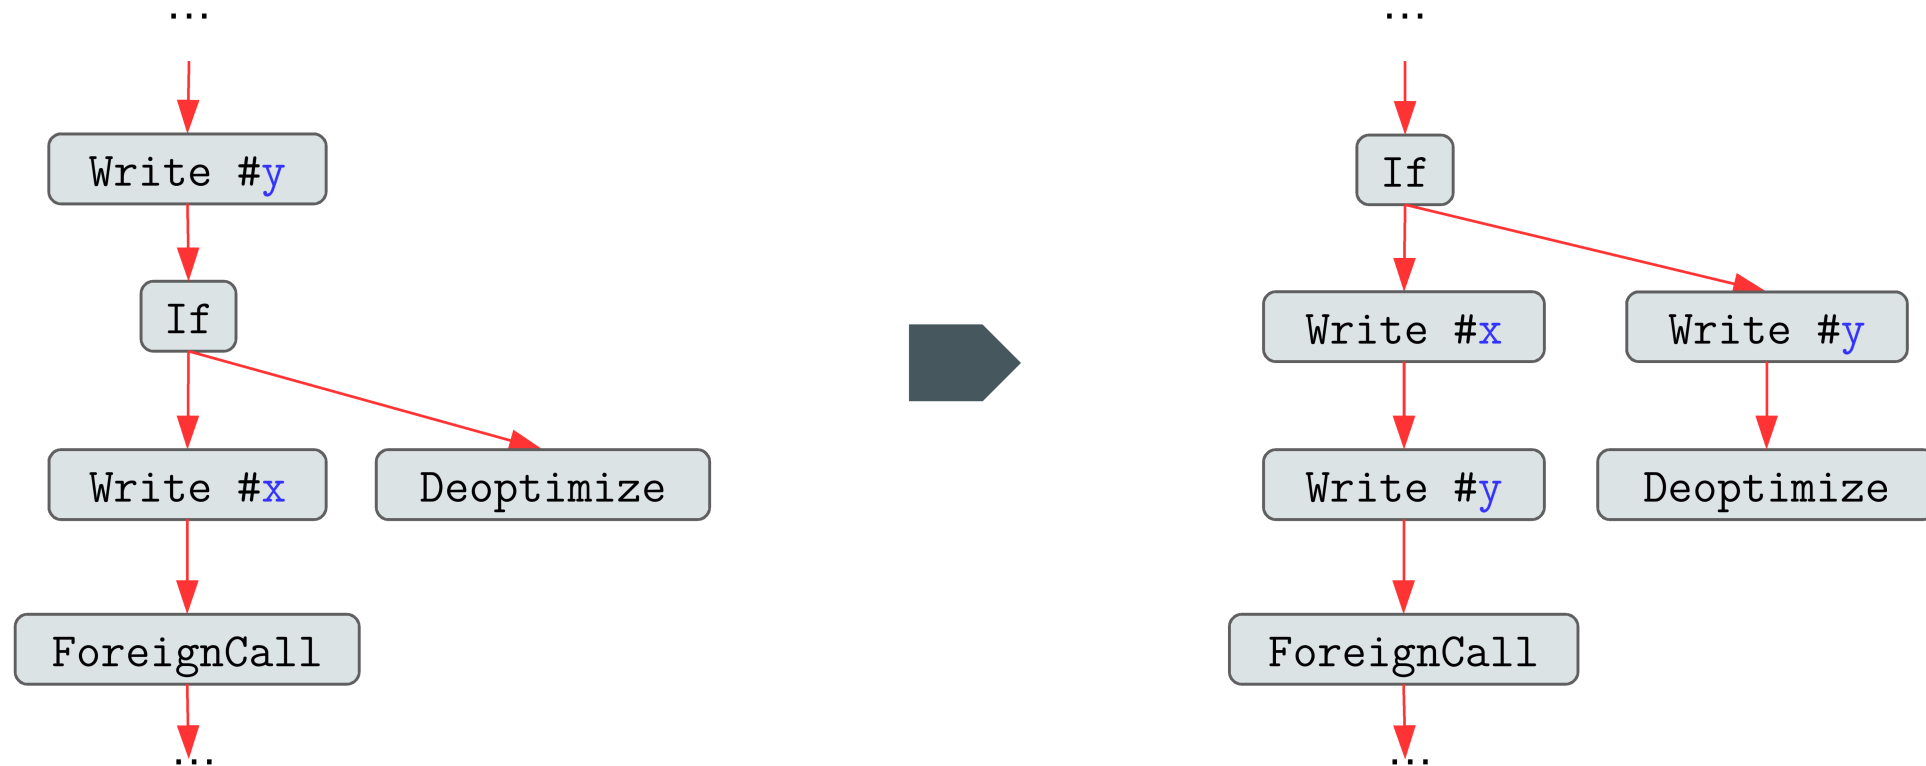 ...
Write #y
If
Write #x
Deoptimize
ForeignCall
...
...
If
Write #x
Write #y
Write #y
Deoptimize
ForeignCall
...